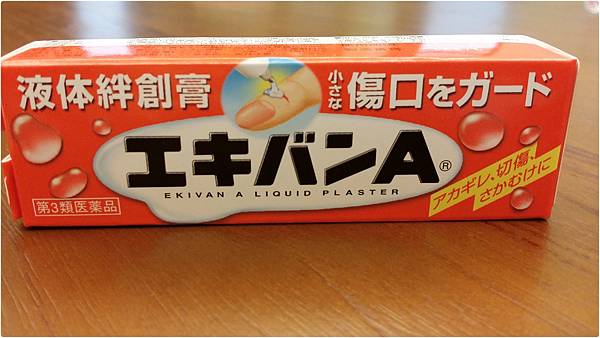 液体絆創膏
小さな
傷口をガード
エキバンA®
EKIVAN A LIQUID PLASTER
第3類医薬品
アカギレ、切傷、
さかむけに